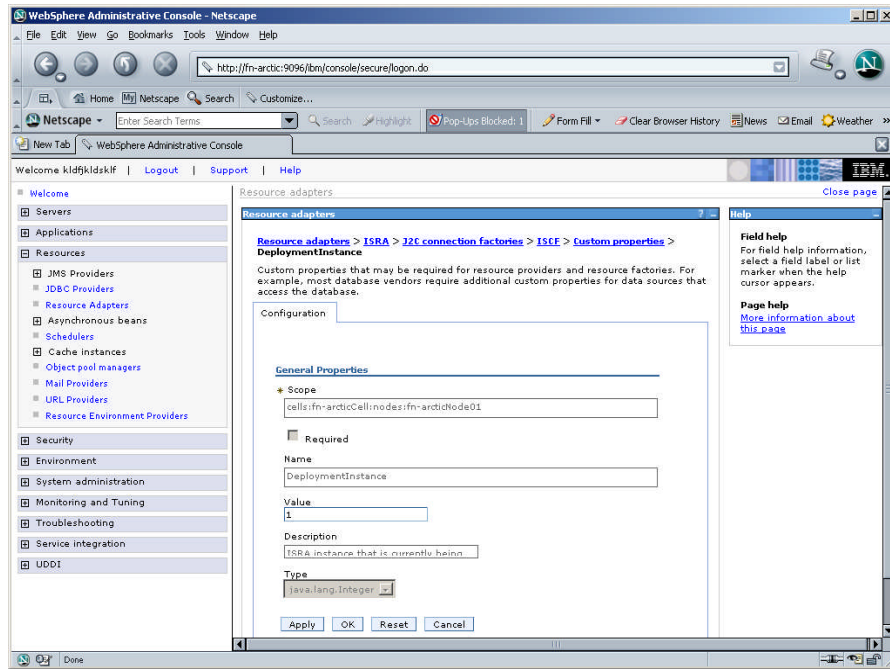 WebSphere Administrative Console - Netscape
File Edit View Go Bookmarks Tools Window Help
http://fn-arctic:9096/ibm/console/secure/logon.do
Home My Netscape Search Customize...
Netscape Enter Search Terms Search Highlight Pop-Ups Blocked: 1 Form Fill Clear Browser History News Email Weather »
New Tab WebSphere Administrative Console
Welcome kldfjkldsklf | Logout | Support | Help IBM.
Welcome
Servers
Applications
Resources
JMS Providers
JDBC Providers
Resource Adapters
Asynchronous beans
Schedulers
Cache instances
Object pool managers
Mail Providers
URL Providers
Resource Environment Providers
Security
Environment
System administration
Monitoring and Tuning
Troubleshooting
Service integration
UDDI
Resource adapters Close page
Resource adapters ? -
Resource adapters > ISRA > J2C connection factories > ISCF > Custom properties >
DeploymentInstance
Custom properties that may be required for resource providers and resource factories. For
example, most database vendors require additional custom properties for data sources that
access the database.
Configuration
General Properties
* Scope
cells:fn-arcticCell:nodes:fn-arcticNode01
Required
Name
DeploymentInstance
Value
1
Description
ISRA instance that is currently being
Type
java.lang.Integer
Apply OK Reset Cancel
Help -
Field help
For field help information,
select a field label or list
marker when the help
cursor appears.
Page help
More information about
this page
Done